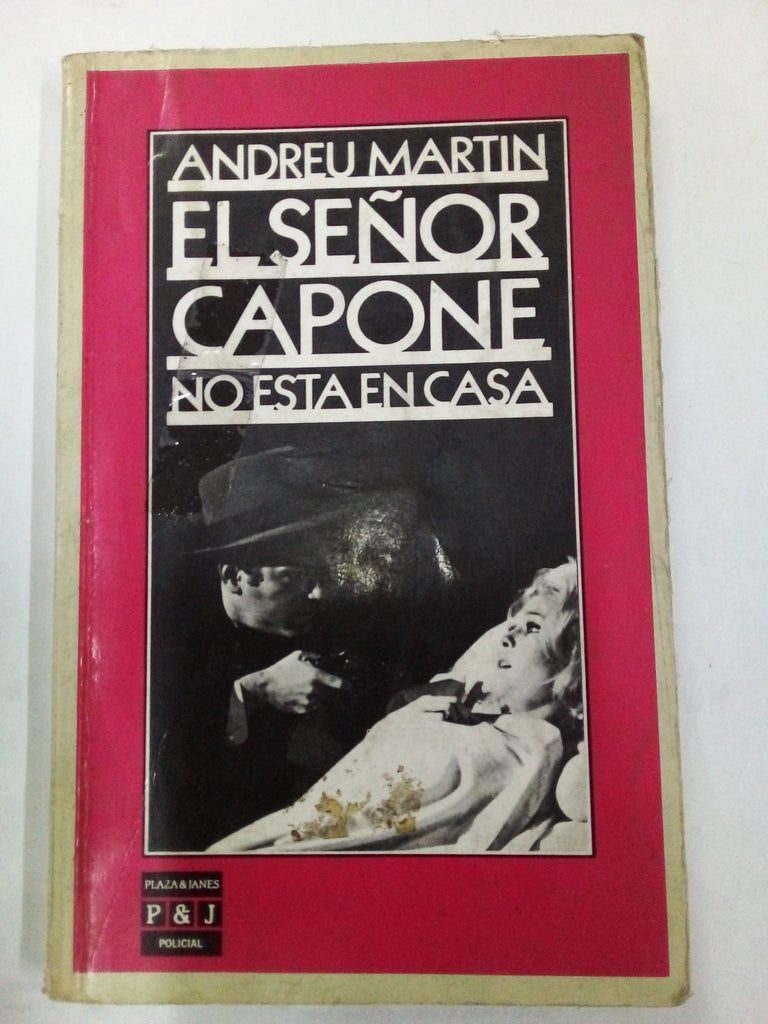 ANDREU MARTIN
EL SEÑOR
CAPONE
NO ESTA EN CASA
PLAZA & JANES
P & J
POLICIAL